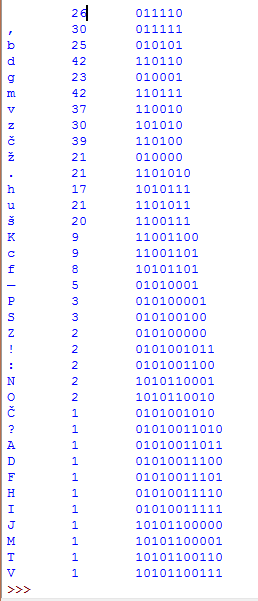 26 011110
, 30 011111
b 25 010101
d 42 110110
g 23 010001
m 42 110111
v 37 110010
z 30 101010
č 39 110100
ž 21 010000
. 21 1101010
h 17 1010111
u 21 1101011
š 20 1100111
K 9 11001100
c 9 11001101
f 8 10101101
— 5 01010001
P 3 010100001
S 3 010100100
Z 2 010100000
! 2 0101001011
: 2 0101001100
N 2 1010110001
O 2 1010110010
Č 1 0101001010
? 1 01010011010
A 1 01010011011
D 1 01010011100
F 1 01010011101
H 1 01010011110
I 1 01010011111
J 1 10101100000
M 1 10101100001
T 1 10101100110
V 1 10101100111
>>>